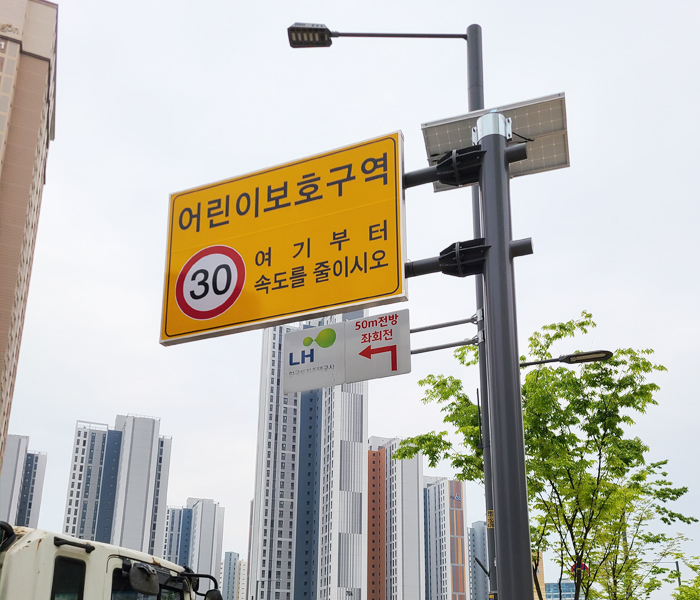 어린이보호구역
30
여기부터
속도를 줄이시오
LH
50m전방
좌회전